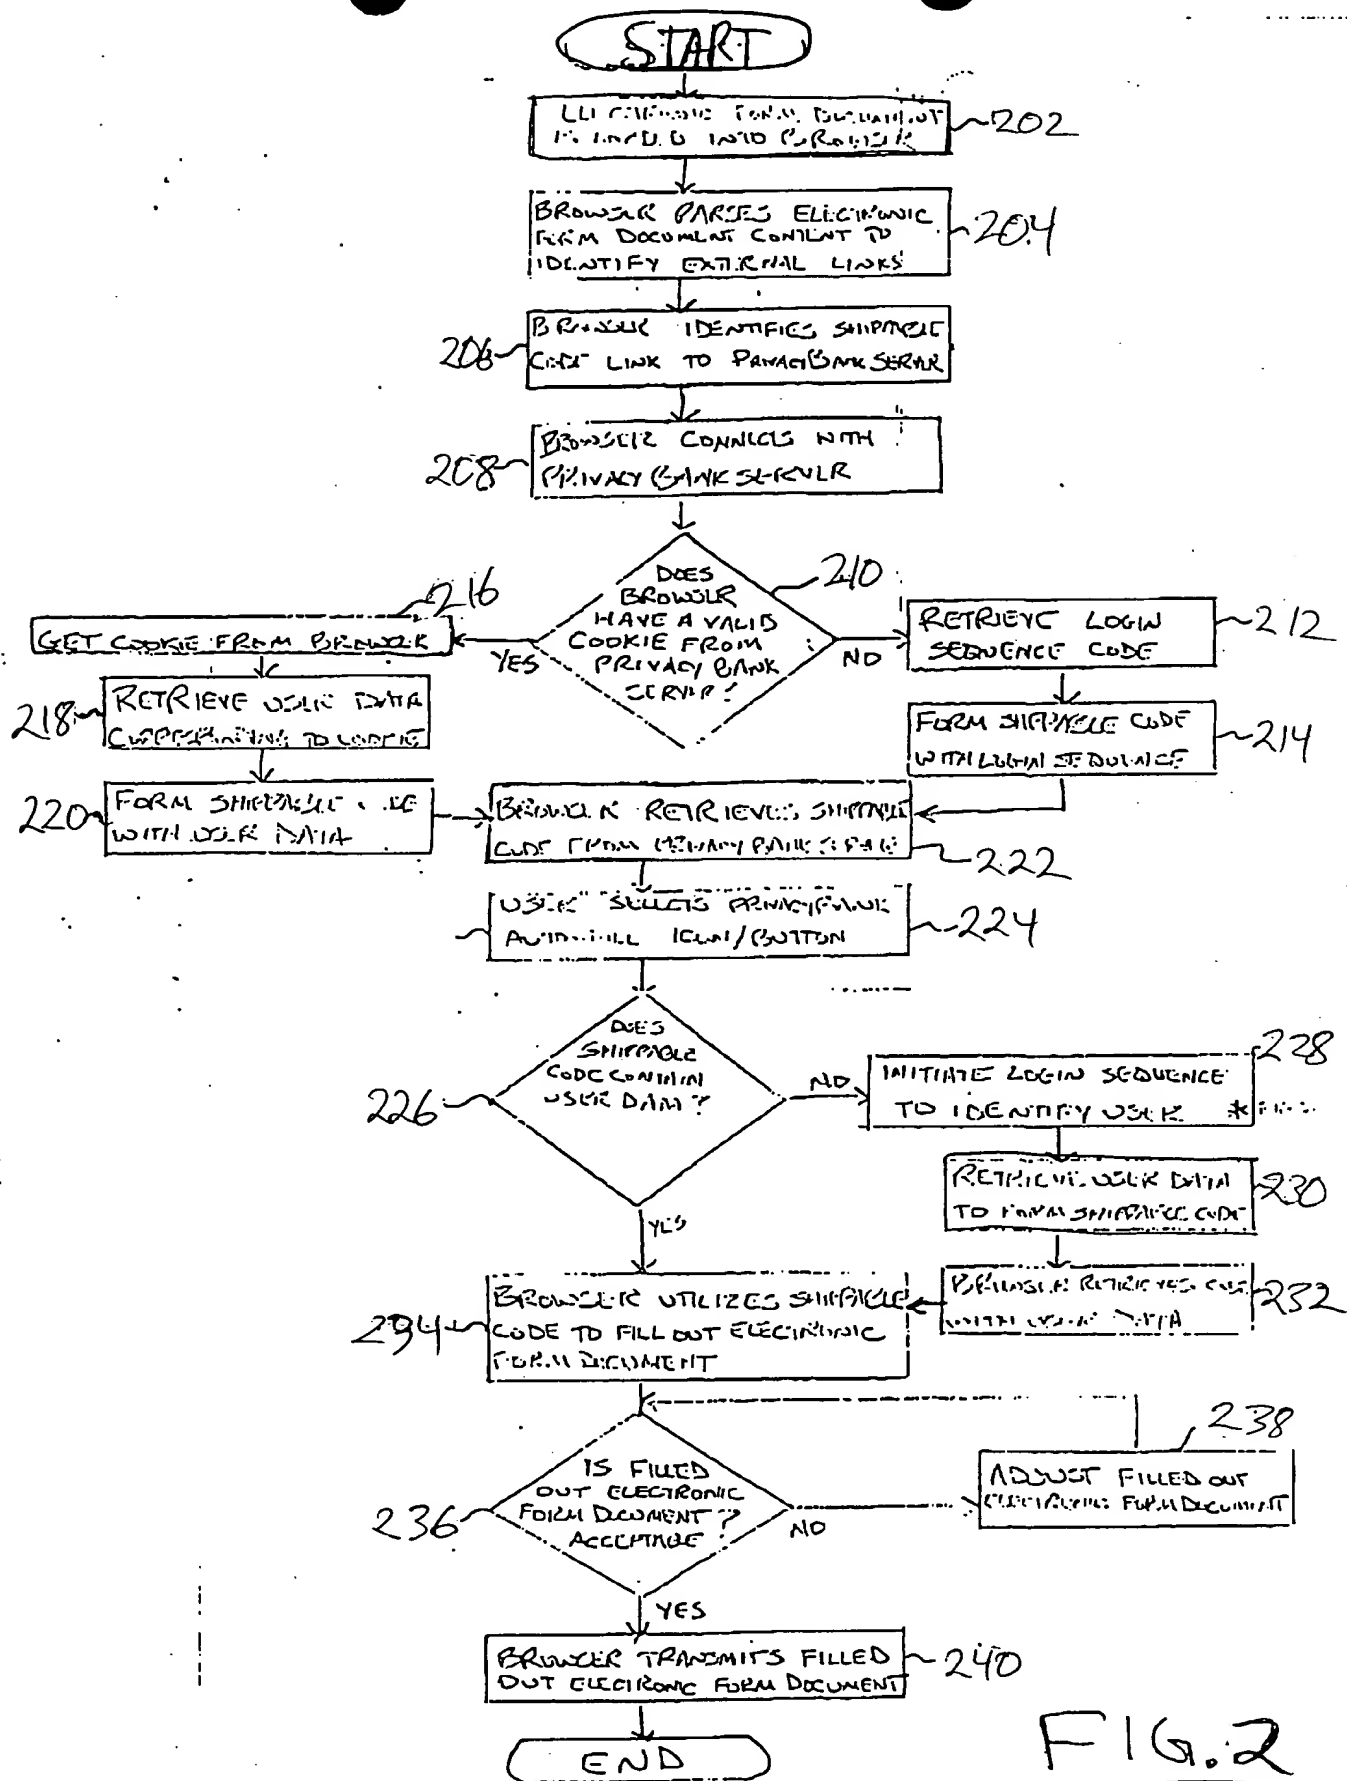 START
ELECTRONIC FORM DOCUMENT
IS LOADED INTO BROWSER
202
BROWSER PARSES ELECTRONIC
FORM DOCUMENT CONTENT TO
IDENTIFY EXTERNAL LINKS
204
BROWSER IDENTIFIES SHIPPABLE
CODE LINK TO PRIVACYBANK SERVER
206
BROWSER CONNECTS WITH
PRIVACY BANK SERVER
208
DOES
BROWSER
HAVE A VALID
COOKIE FROM
PRIVACY BANK
SERVER?
210
YES
NO
216
GET COOKIE FROM BROWSER
RETRIEVE LOGIN
SEQUENCE CODE
212
218
RETRIEVE USER DATA
CORRESPONDING TO COOKIE
FORM SHIPPABLE CODE
WITH LOGIN SEQUENCE
214
220
FORM SHIPPABLE CODE
WITH USER DATA
BROWSER RETRIEVES SHIPPABLE
CODE FROM PRIVACY BANK
222
USER SELECTS PRIVACYBANK
AUTO-FILL ICON/BUTTON
224
DOES
SHIPPABLE
CODE CONTAIN
USER DATA?
226
NO
YES
228
INITIATE LOGIN SEQUENCE
TO IDENTIFY USER *
RETRIEVE USER DATA
TO FORM SHIPPABLE CODE
230
BROWSER RETRIEVES CODE
WITH USER DATA
232
BROWSER UTILIZES SHIPPABLE
CODE TO FILL OUT ELECTRONIC
FORM DOCUMENT
234
IS FILLED
OUT ELECTRONIC
FORM DOCUMENT?
ACCEPTABLE
236
NO
YES
238
ADJUST FILLED OUT
ELECTRONIC FORM DOCUMENT
BROWSER TRANSMITS FILLED
OUT ELECTRONIC FORM DOCUMENT
240
END
FIG. 2